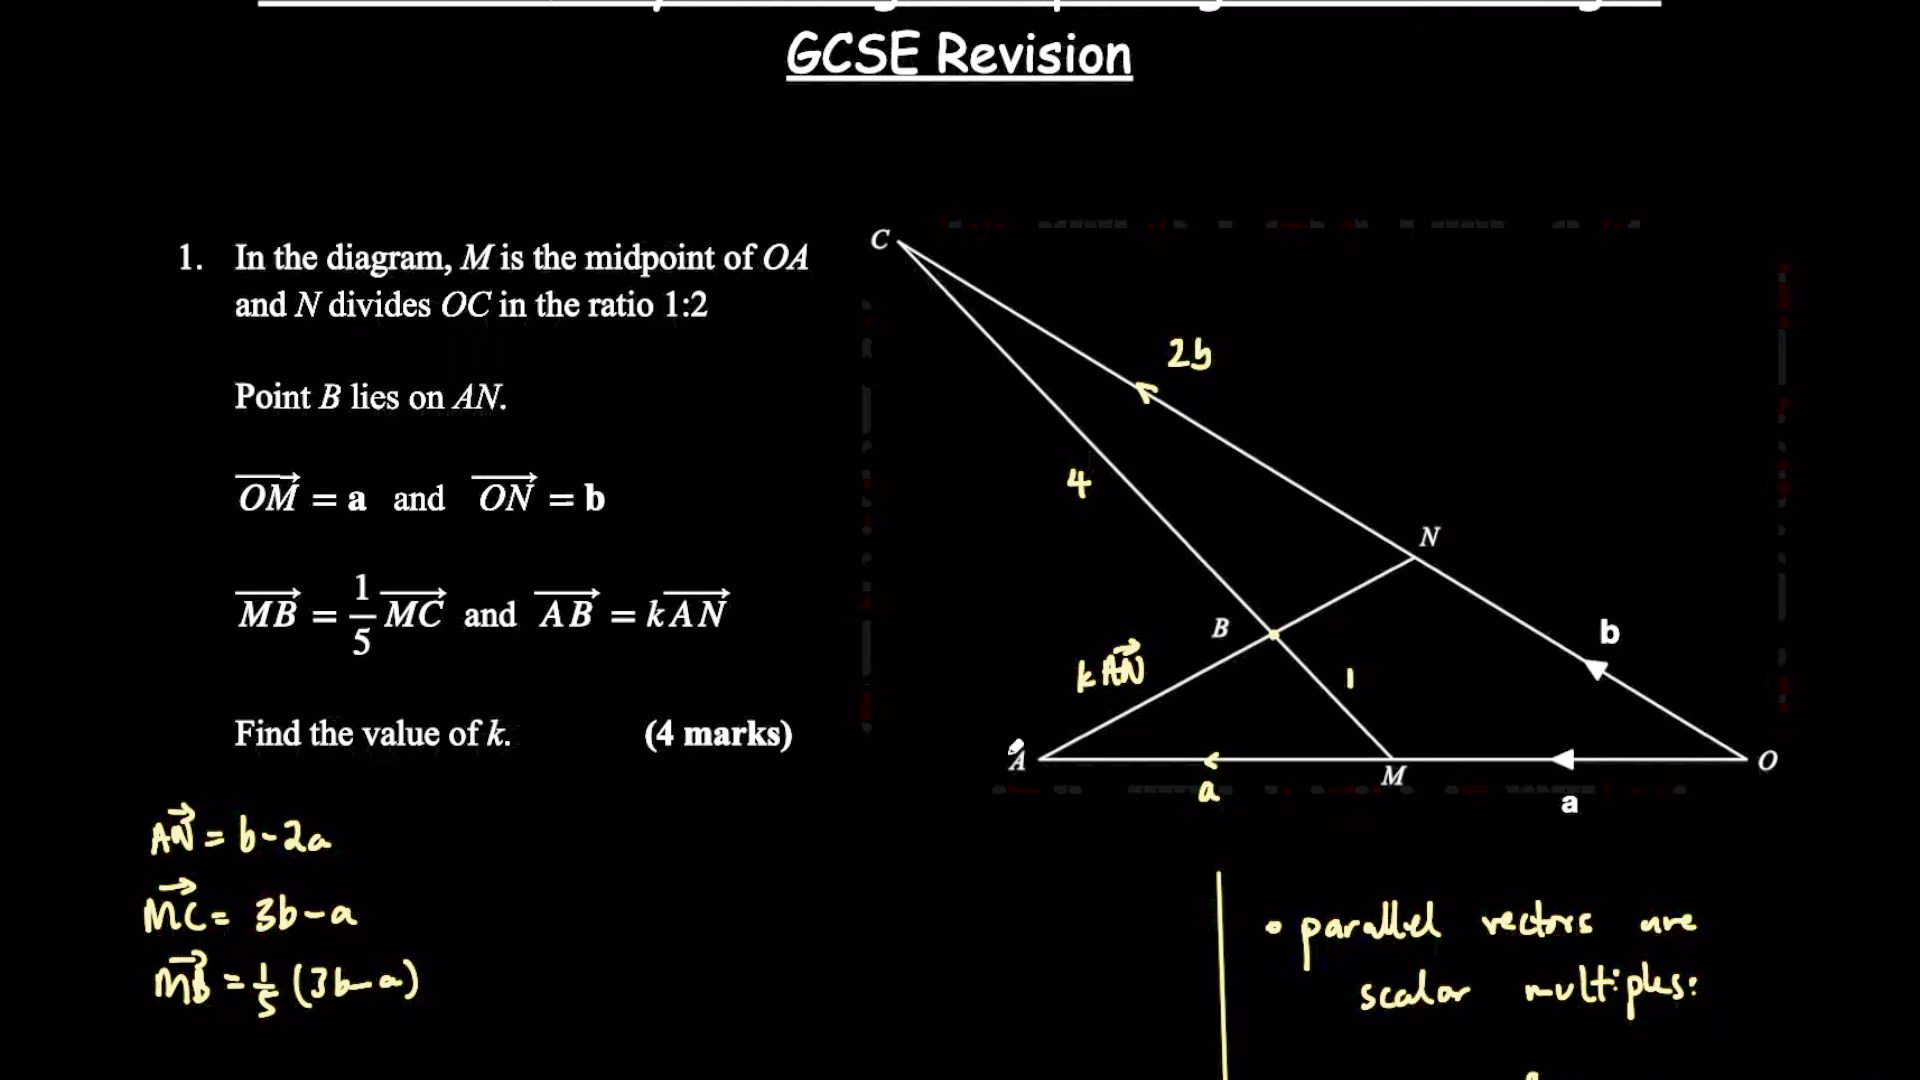 GCSE Revision
1. In the diagram, M is the midpoint of OA
and N divides OC in the ratio 1:2
Point B lies on AN.
OM→ = a and ON→ = b
MB→ = 1/5 MC→ and AB→ = kAN→
Find the value of k. (4 marks)
C
2b
4
N
B
b
k AN→
1
A
M
O
a
a
AN→ = b - 2a
MC→ = 3b - a
MB→ = 1/5 (3b - a)
• parallel vectors are
scalar multiples: